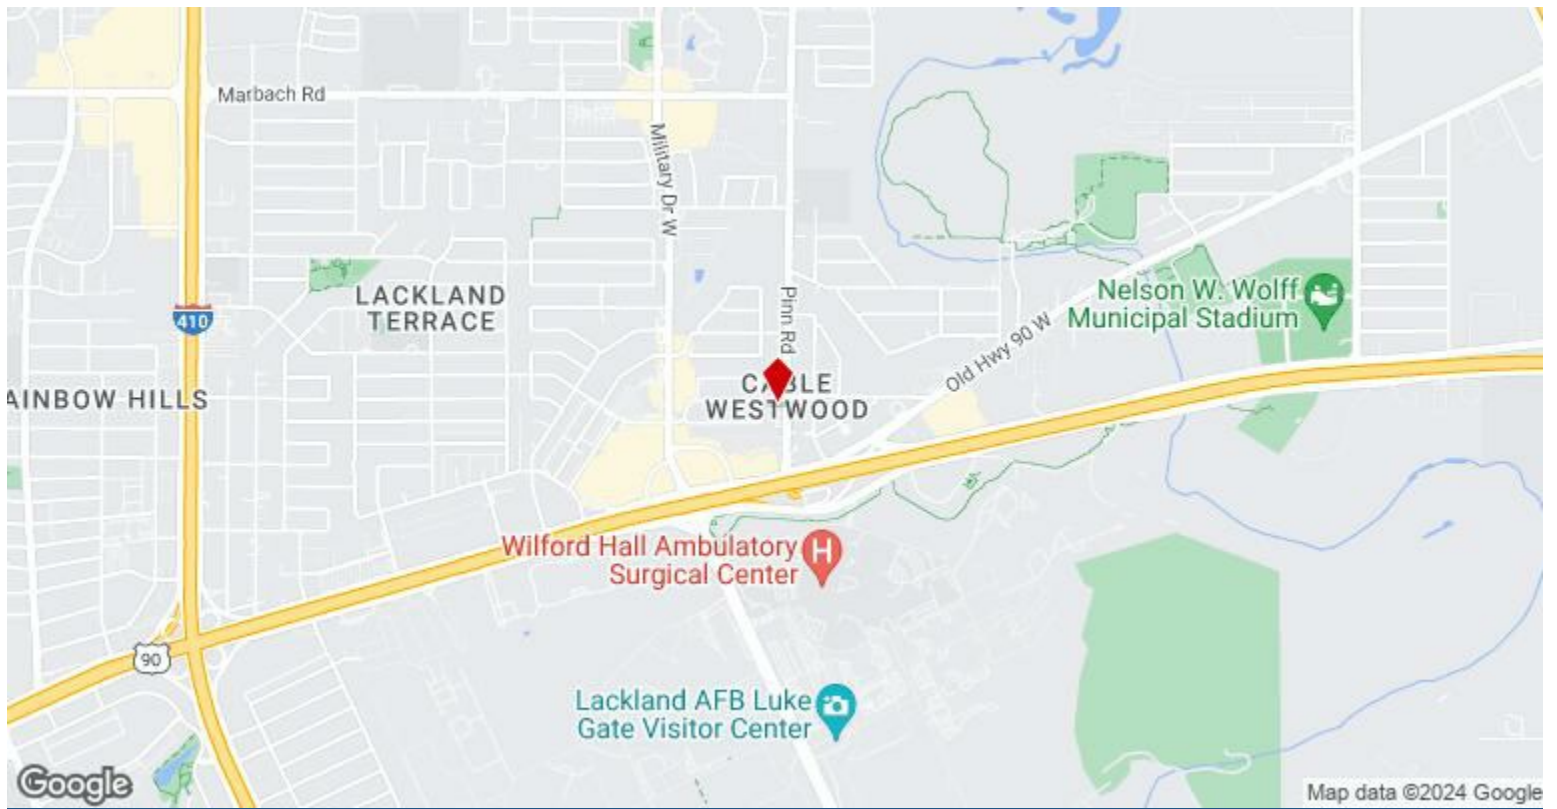 Marbach Rd
Military Dr W
LACKLAND
TERRACE
Pinn Rd
Nelson W. Wolff
Municipal Stadium
410
Old Hwy 90 W
AINBOW HILLS
CABLE
WESTWOOD
Wilford Hall Ambulatory
Surgical Center
H
90
Lackland AFB Luke
Gate Visitor Center
Google
Map data ©2024 Google